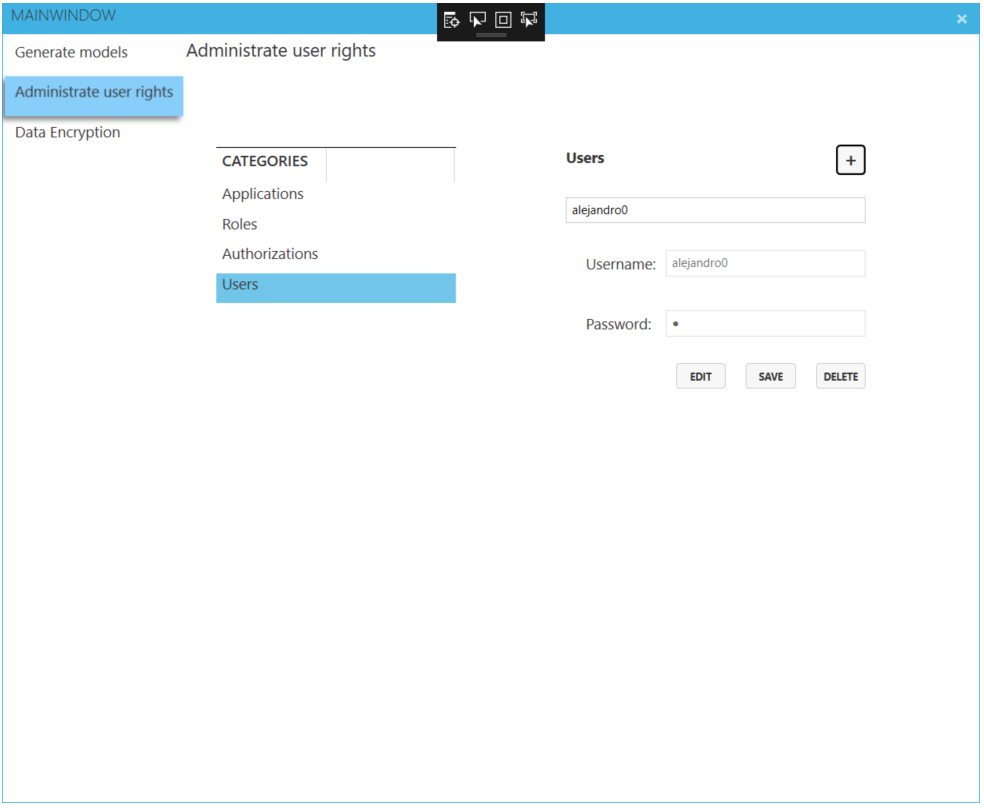 MAINWINDOW
Generate models
Administrate user rights
Data Encryption
Administrate user rights
CATEGORIES
Applications
Roles
Authorizations
Users
Users
+
alejandro0
Username: alejandro0
Password: •
EDIT SAVE DELETE